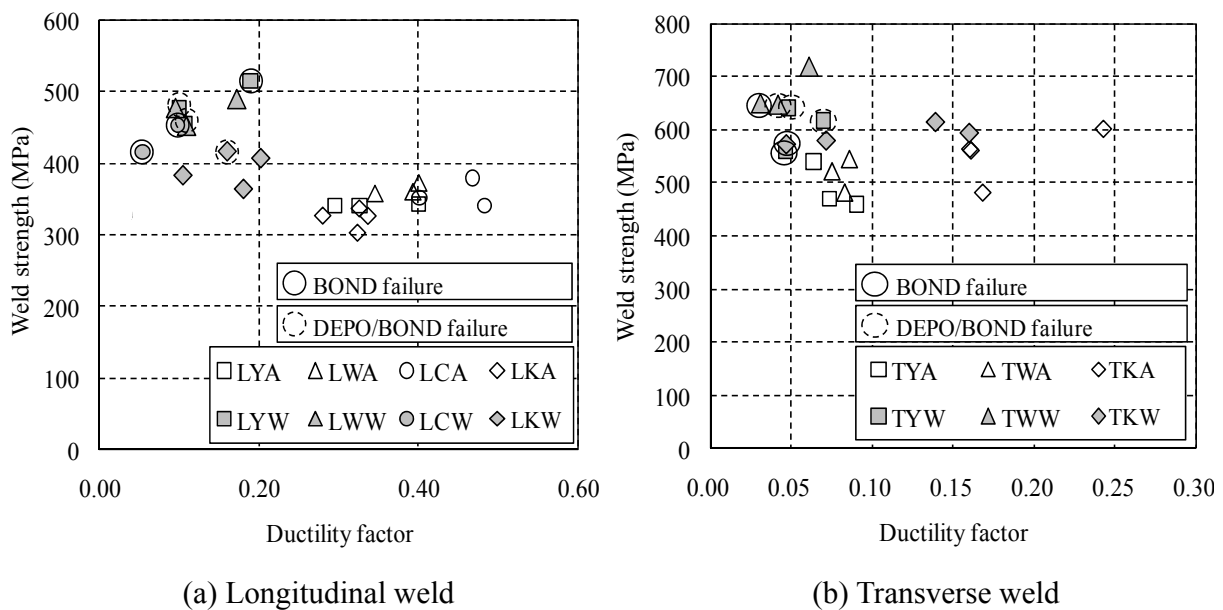 600
500
400
300
200
100
0
Weld strength (MPa)
BOND failure
DEPO/BOND failure
LYA LWA LCA LKA
LYW LWW LCW LKW
0.00 0.20 0.40 0.60
Ductility factor
(a) Longitudinal weld
800
700
600
500
400
300
200
100
0
Weld strength (MPa)
BOND failure
DEPO/BOND failure
TYA TWA TKA
TYW TWW TKW
0.00 0.05 0.10 0.15 0.20 0.25 0.30
Ductility factor
(b) Transverse weld